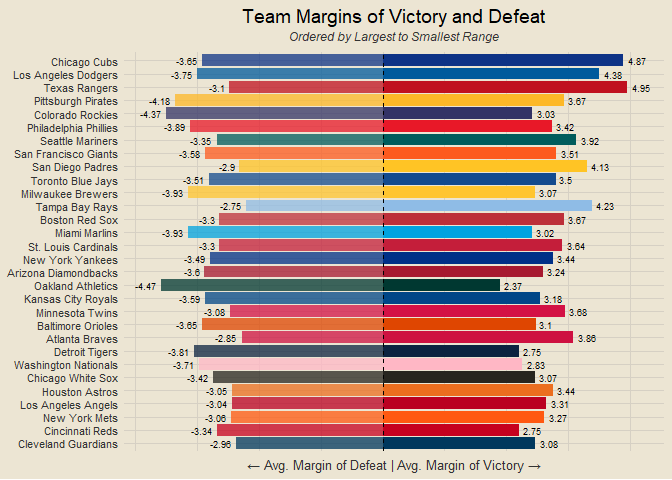 Team Margins of Victory and Defeat
Ordered by Largest to Smallest Range
Chicago Cubs -3.65 4.87
Los Angeles Dodgers -3.75 4.38
Texas Rangers -3.1 4.95
Pittsburgh Pirates -4.18 3.67
Colorado Rockies -4.37 3.03
Philadelphia Phillies -3.89 3.42
Seattle Mariners -3.35 3.92
San Francisco Giants -3.58 3.51
San Diego Padres -2.9 4.13
Toronto Blue Jays -3.51 3.5
Milwaukee Brewers -3.93 3.07
Tampa Bay Rays -2.75 4.23
Boston Red Sox -3.3 3.67
Miami Marlins -3.93 3.02
St. Louis Cardinals -3.3 3.64
New York Yankees -3.49 3.44
Arizona Diamondbacks -3.6 3.24
Oakland Athletics -4.47 2.37
Kansas City Royals -3.59 3.18
Minnesota Twins -3.08 3.68
Baltimore Orioles -3.65 3.1
Atlanta Braves -2.85 3.86
Detroit Tigers -3.81 2.75
Washington Nationals -3.71 2.83
Chicago White Sox -3.42 3.07
Houston Astros -3.05 3.44
Los Angeles Angels -3.04 3.31
New York Mets -3.06 3.27
Cincinnati Reds -3.34 2.75
Cleveland Guardians -2.96 3.08
← Avg. Margin of Defeat | Avg. Margin of Victory →